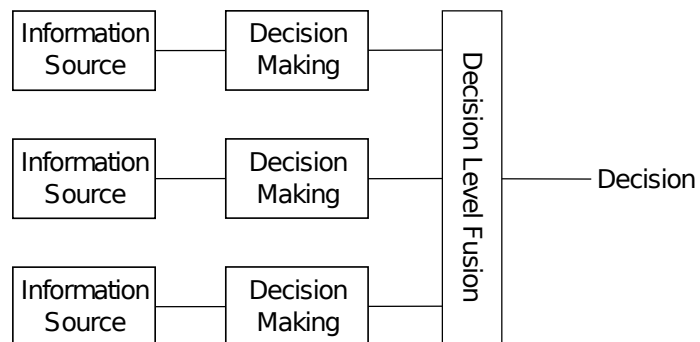 Information
Source
Decision
Making
Information
Source
Decision
Making
Information
Source
Decision
Making
Decision Level Fusion
Decision